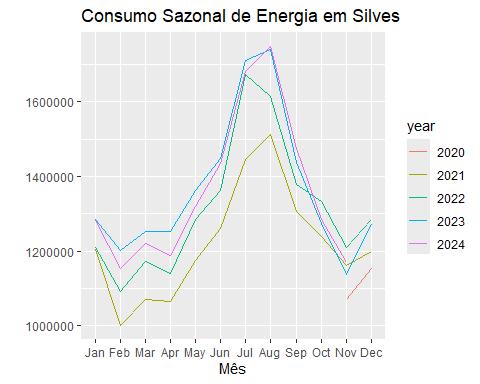 Consumo Sazonal de Energia em Silves
1600000
1400000
1200000
1000000
Jan Feb Mar Apr May Jun Jul Aug Sep Oct Nov Dec
Mês
year
2020
2021
2022
2023
2024